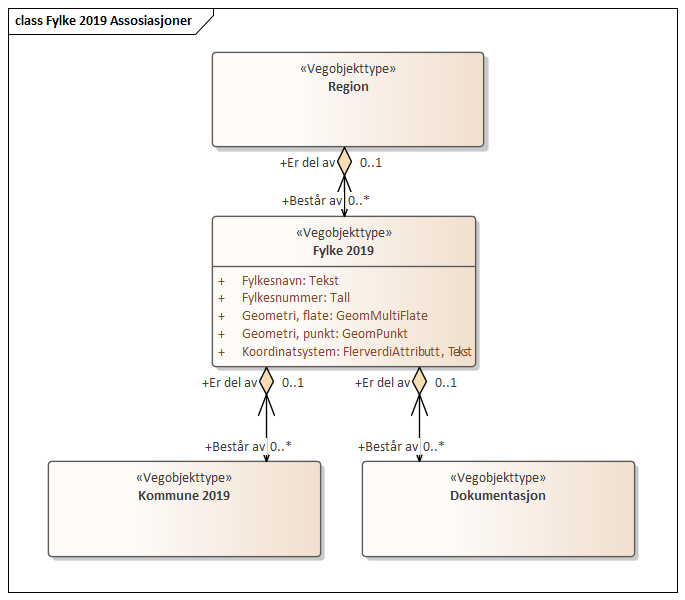 class Fylke 2019 Assosiasjoner
«Vegobjekttype»
Region
+Er del av 0..1
+Består av 0..*
«Vegobjekttype»
Fylke 2019
+ Fylkesnavn: Tekst
+ Fylkesnummer: Tall
+ Geometri, flate: GeomMultiFlate
+ Geometri, punkt: GeomPunkt
+ Koordinatsystem: FlerverdiAttributt, Tekst
+Er del av 0..1 +Er del av 0..1
+Består av 0..* +Består av 0..*
«Vegobjekttype» «Vegobjekttype»
Kommune 2019 Dokumentasjon